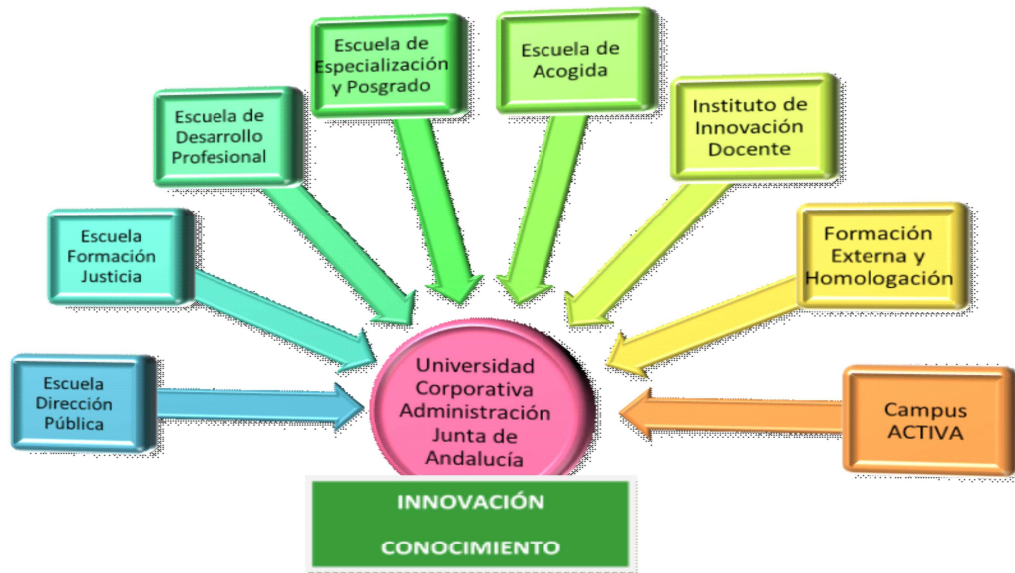 Escuela de
Especialización
y Posgrado
Escuela de
Acogida
Escuela de
Desarrollo
Profesional
Instituto de
Innovación
Docente
Escuela
Formación
Justicia
Formación
Externa y
Homologación
Escuela
Dirección
Pública
Universidad
Corporativa
Administración
Junta de
Andalucía
Campus
ACTIVA
INNOVACIÓN
CONOCIMIENTO